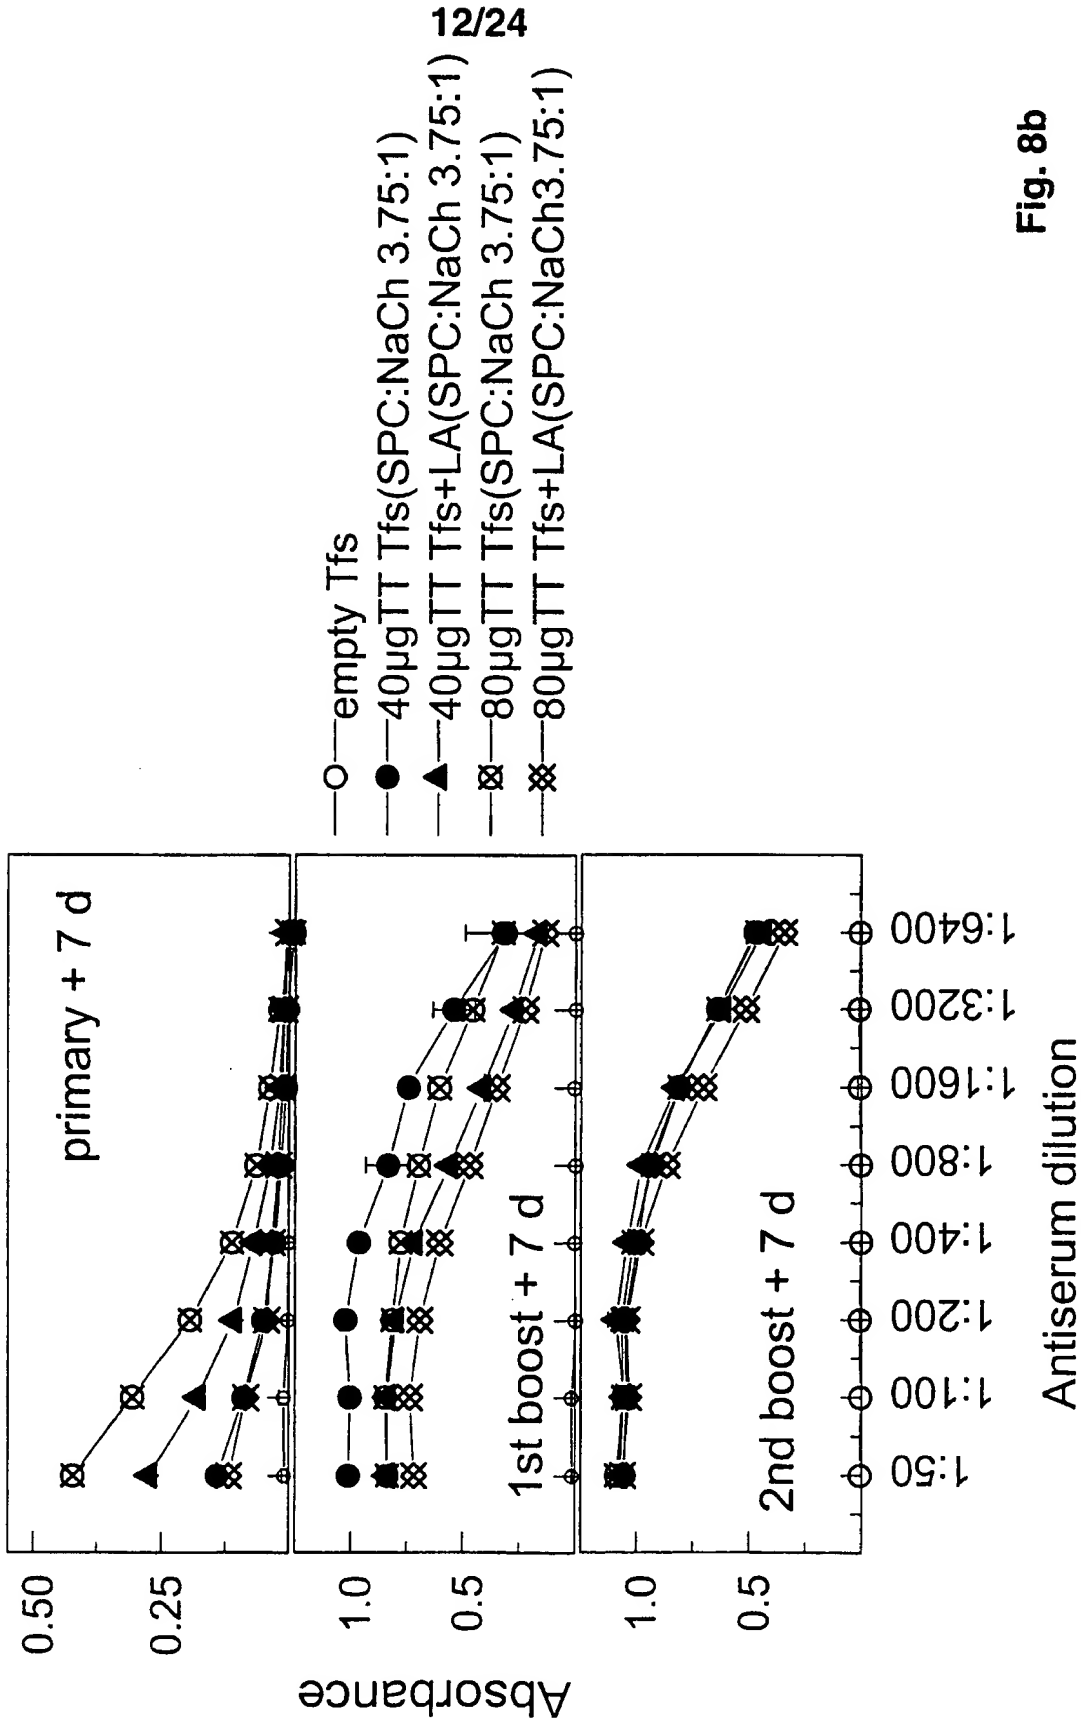 12/24
empty Tfs
40µgTT Tfs(SPC:NaCh 3.75:1)
40µgTT Tfs+LA(SPC:NaCh 3.75:1)
80µgTT Tfs(SPC:NaCh 3.75:1)
80µgTT Tfs+LA(SPC:NaCh3.75:1)
primary + 7 d
0.50
0.25
1st boost + 7 d
1.0
0.5
2nd boost + 7 d
1.0
0.5
Absorbance
1:50
1:100
1:200
1:400
1:800
1:1600
1:3200
1:6400
Antiserum dilution
Fig. 8b